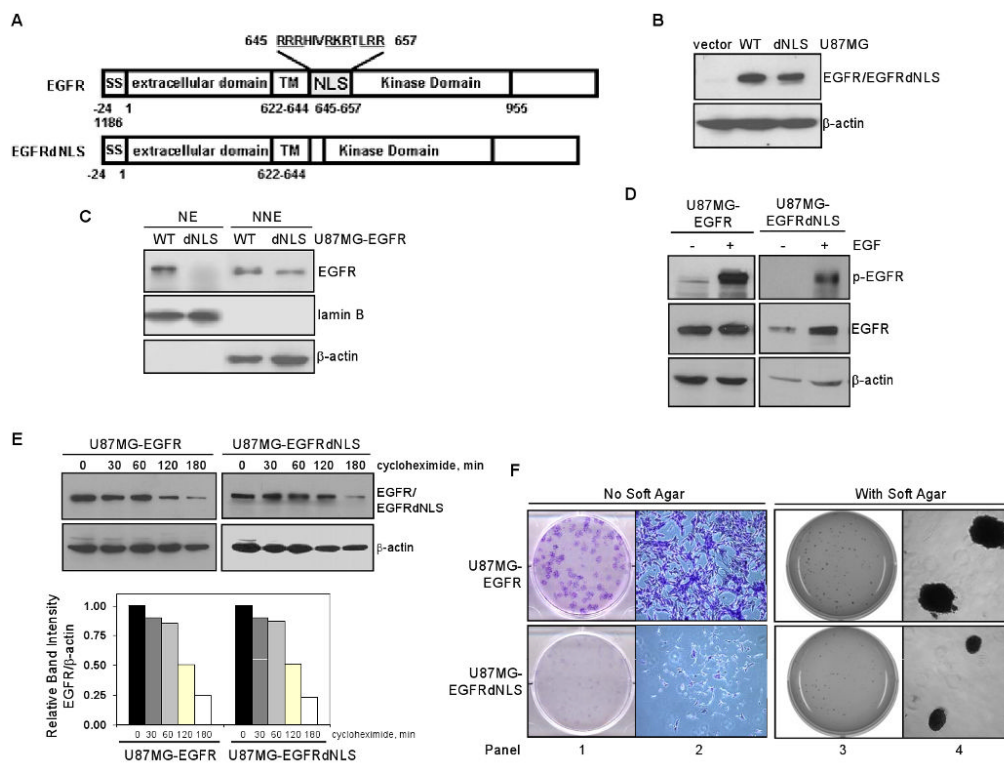 A
645 RRRHIVRKRTLRR 657
EGFR
SS extracellular domain TM NLS Kinase Domain
-24 1 622-644 645-657 955
1186
EGFRdNLS
SS extracellular domain TM Kinase Domain
-24 1 622-644
B
vector WT dNLS U87MG
EGFR/EGFRdNLS
β-actin
C
NE NNE
WT dNLS WT dNLS U87MG-EGFR
EGFR
lamin B
β-actin
D
U87MG- U87MG-
EGFR EGFRdNLS
- + - + EGF
p-EGFR
EGFR
β-actin
E
U87MG-EGFR U87MG-EGFRdNLS
0 30 60 120 180 0 30 60 120 180 cycloheximide, min
EGFR/
EGFRdNLS
β-actin
Relative Band Intensity
EGFR/β-actin
1.00
0.75
0.50
0.25
0.00
0 30 60 120 180 0 30 60 120 180 cycloheximide, min
U87MG-EGFR U87MG-EGFRdNLS
F
No Soft Agar With Soft Agar
U87MG-
EGFR
U87MG-
EGFRdNLS
Panel 1 2 3 4